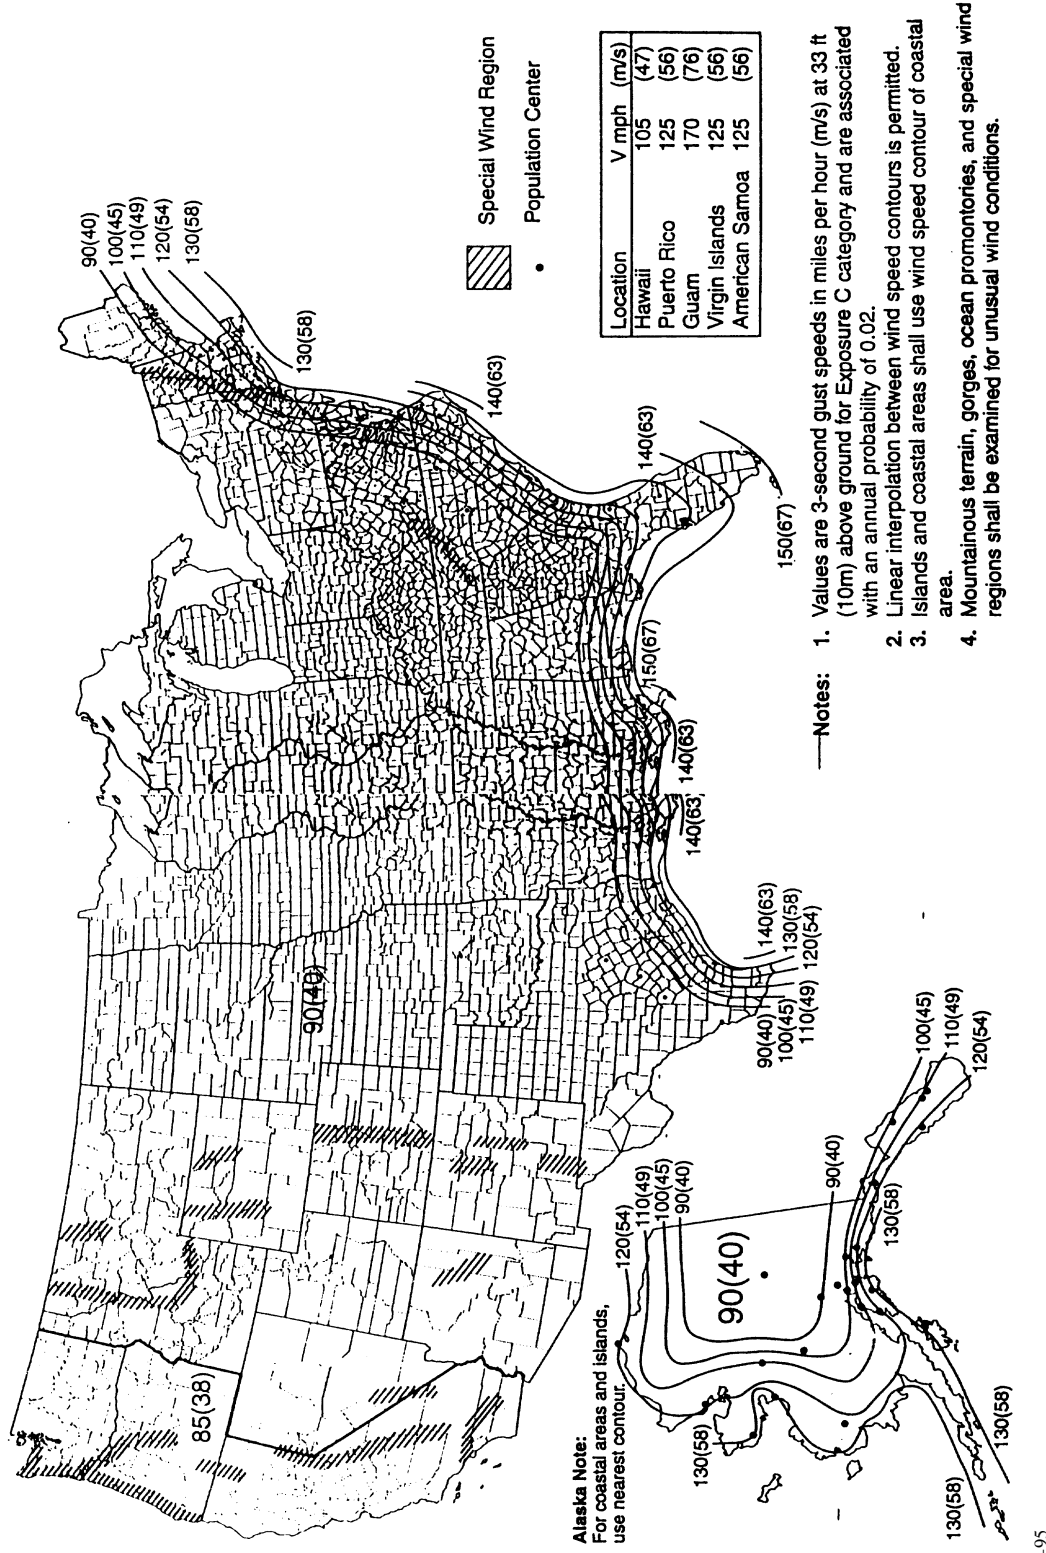 90(40)
100(45)
110(49)
120(54)
130(58)
130(58)
140(63)
140(63)
150(67)
150(67)
140(63)
140(63)
140(63)
130(58)
120(54)
90(40)
100(45)
110(49)
90(40)
85(38)
Special Wind Region
Population Center
Location V mph (m/s)
Hawaii 105 (47)
Puerto Rico 125 (56)
Guam 170 (76)
Virgin Islands 125 (56)
American Samoa 125 (56)
Alaska Note:
For coastal areas and islands,
use nearest contour.
120(54)
110(49)
100(45)
90(40)
90(40)
90(40)
100(45)
110(49)
120(54)
130(58)
130(58)
130(58)
130(58)
Notes: 1. Values are 3-second gust speeds in miles per hour (m/s) at 33 ft
(10m) above ground for Exposure C category and are associated
with an annual probability of 0.02.
2. Linear interpolation between wind speed contours is permitted.
3. Islands and coastal areas shall use wind speed contour of coastal
area.
4. Mountainous terrain, gorges, ocean promontories, and special wind
regions shall be examined for unusual wind conditions.
-95